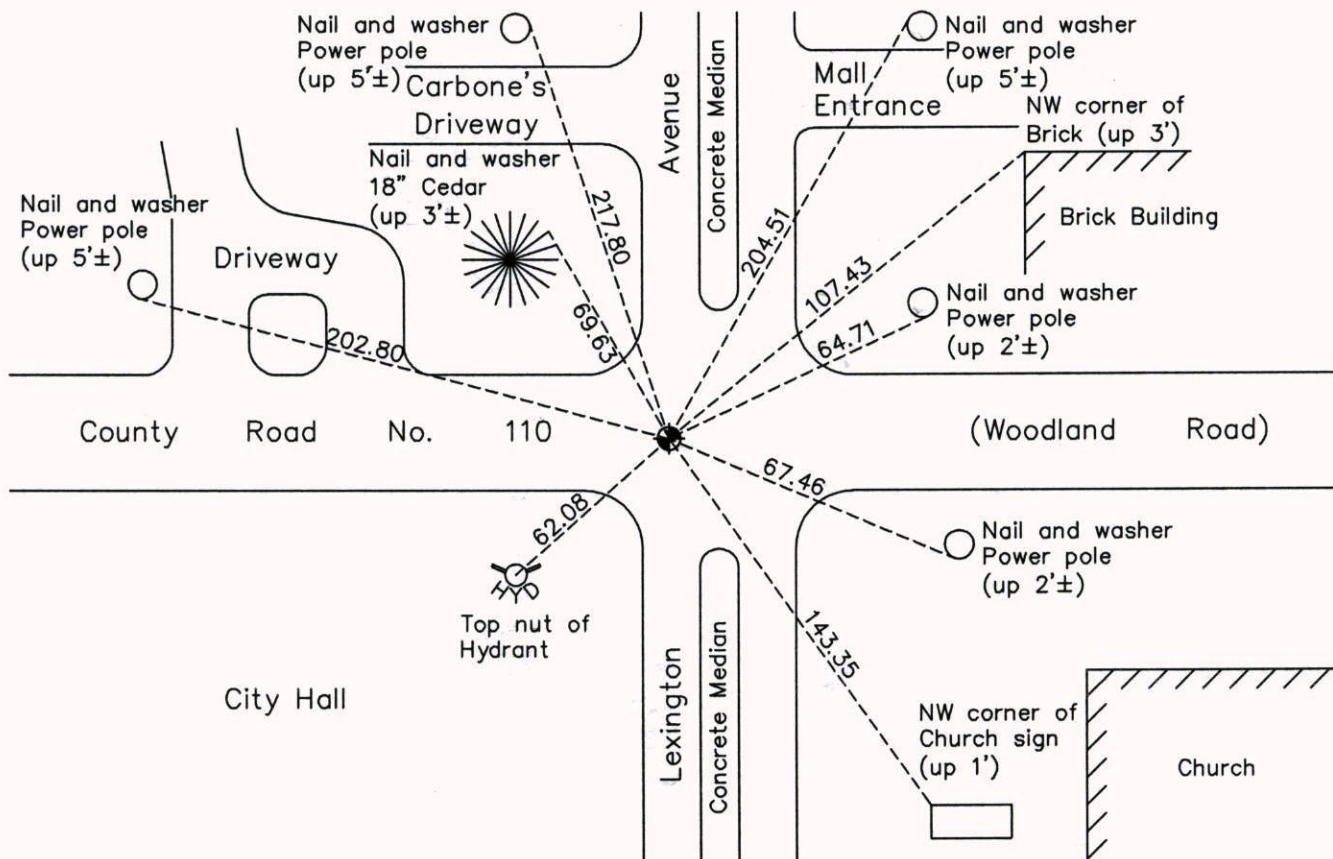 Nail and washer
Power pole
(up 5'±)
Nail and washer
Power pole
(up 5'±)
Carbone's
Driveway
Avenue
Concrete Median
Mall
Entrance
NW corner of
Brick (up 3')
Nail and washer
18" Cedar
(up 3'±)
Nail and washer
Power pole
(up 5'±)
Driveway
Brick Building
217.80
204.51
107.43
69.63
64.71
202.80
Nail and washer
Power pole
(up 2'±)
County Road No. 110
(Woodland Road)
67.46
62.08
Nail and washer
Power pole
(up 2'±)
HYD
Top nut of
Hydrant
143.35
City Hall
Lexington
Concrete Median
NW corner of
Church sign
(up 1')
Church